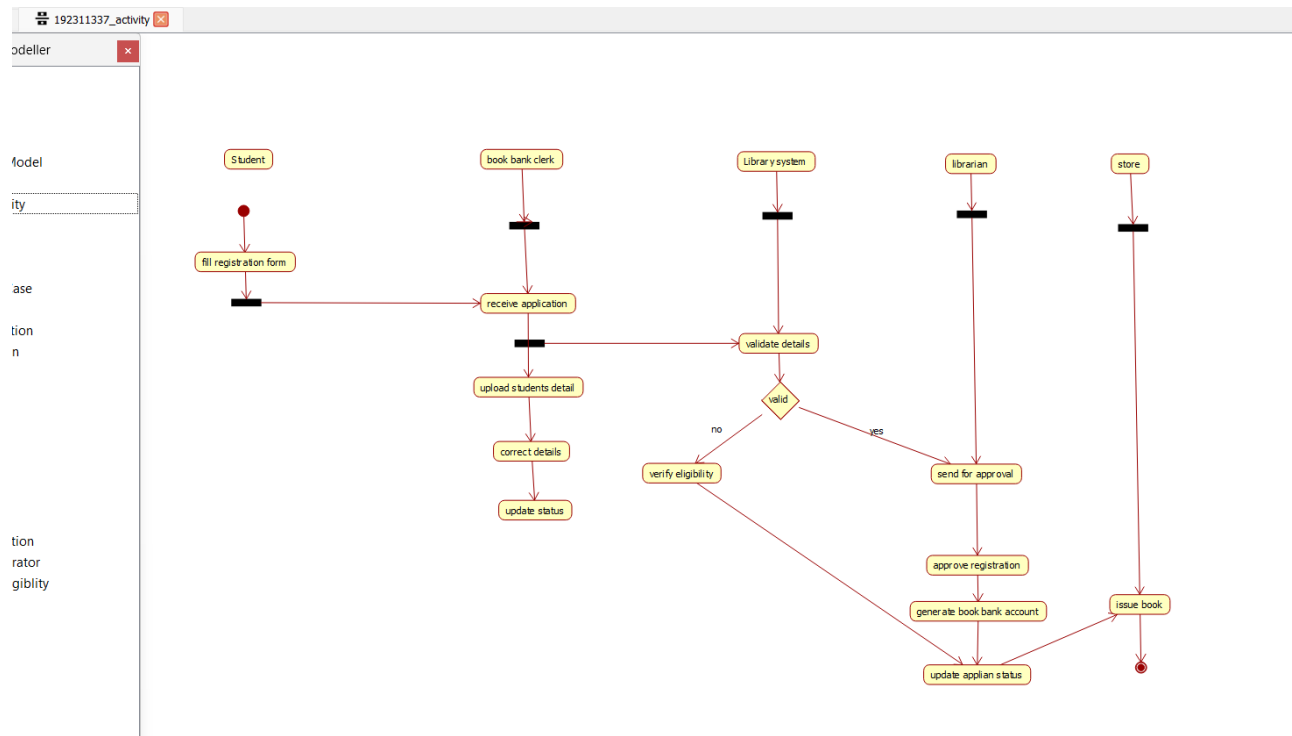 192311337_activity
odeller
Model
ity
ase
tion
n
tion
rator
giblity
Student
book bank clerk
Library system
librarian
store
fill registration form
receive application
validate details
upload students detail
valid
no
yes
correct details
verify eligibility
send for approval
update status
approve registration
generate book bank account
issue book
update applian status